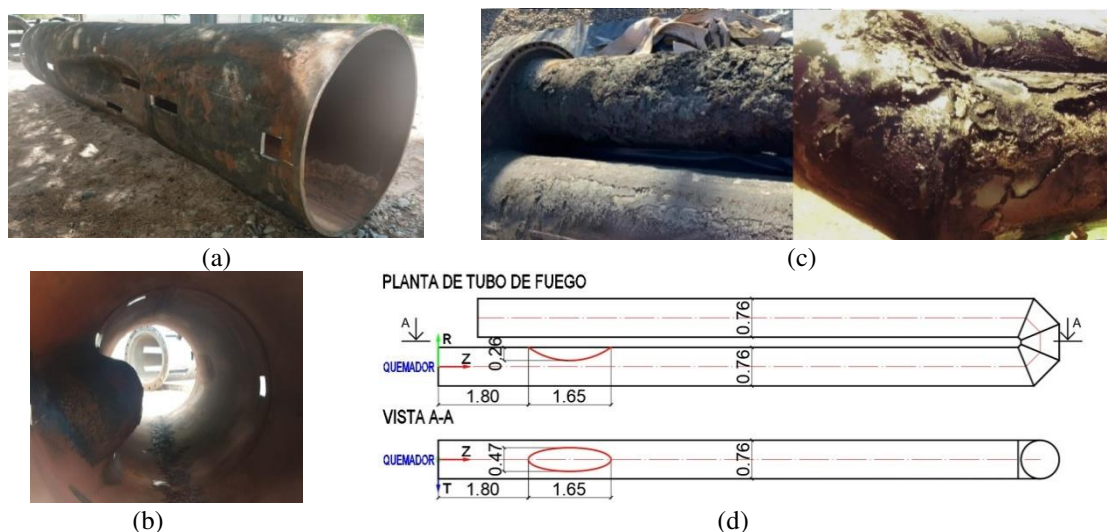 (a)
(c)
(b)
PLANTA DE TUBO DE FUEGO
A
A
R
0.26
Z
0.76
0.76
QUEMADOR
1.80
1.65
VISTA A-A
QUEMADOR
Z
0.47
0.76
T
1.80
1.65
(d)